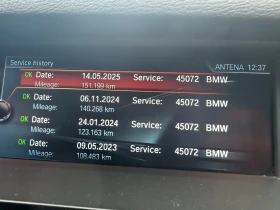 Service history ANTENA 12:37
OK Date: 14.05.2025 Service: 45072 BMW
Mileage: 151.199 km
OK Date: 06.11.2024 Service: 45072 BMW
Mileage: 140.268 km
OK Date: 24.01.2024 Service: 45072 BMW
Mileage: 123.163 km
OK Date: 09.05.2023 Service: 45072 BMW
Mileage: 108.483 km